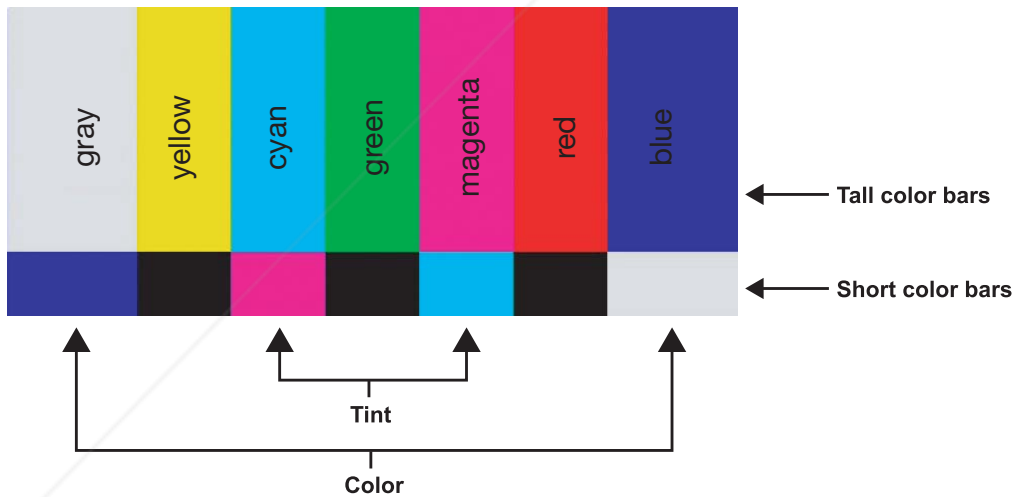 gray
yellow
cyan
green
magenta
red
blue
Tall color bars
Short color bars
Tint
Color